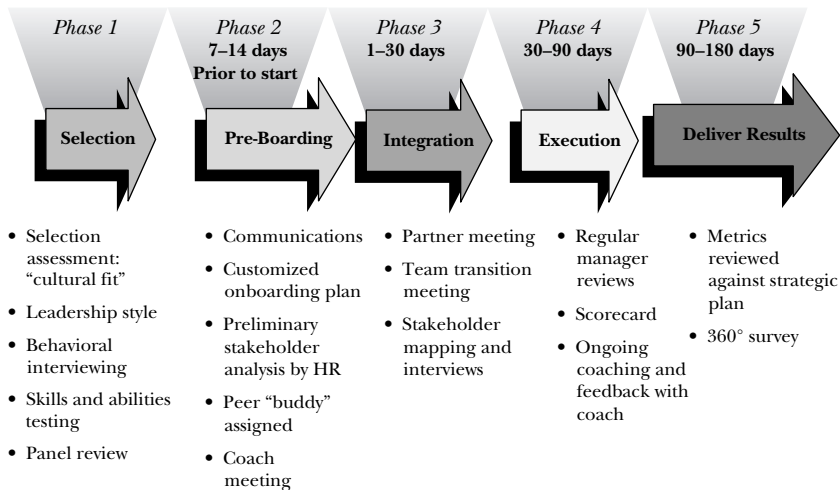 Phase 1
Phase 2
7–14 days
Prior to start
Phase 3
1–30 days
Phase 4
30–90 days
Phase 5
90–180 days
Selection
Pre-Boarding
Integration
Execution
Deliver Results
• Selection
assessment:
“cultural fit”
• Leadership style
• Behavioral
interviewing
• Skills and abilities
testing
• Panel review
• Communications
• Customized
onboarding plan
• Preliminary
stakeholder
analysis by HR
• Peer “buddy”
assigned
• Coach
meeting
• Partner meeting
• Team transition
meeting
• Stakeholder
mapping and
interviews
• Regular
manager
reviews
• Scorecard
• Ongoing
coaching and
feedback with
coach
• Metrics
reviewed
against strategic
plan
• 360° survey